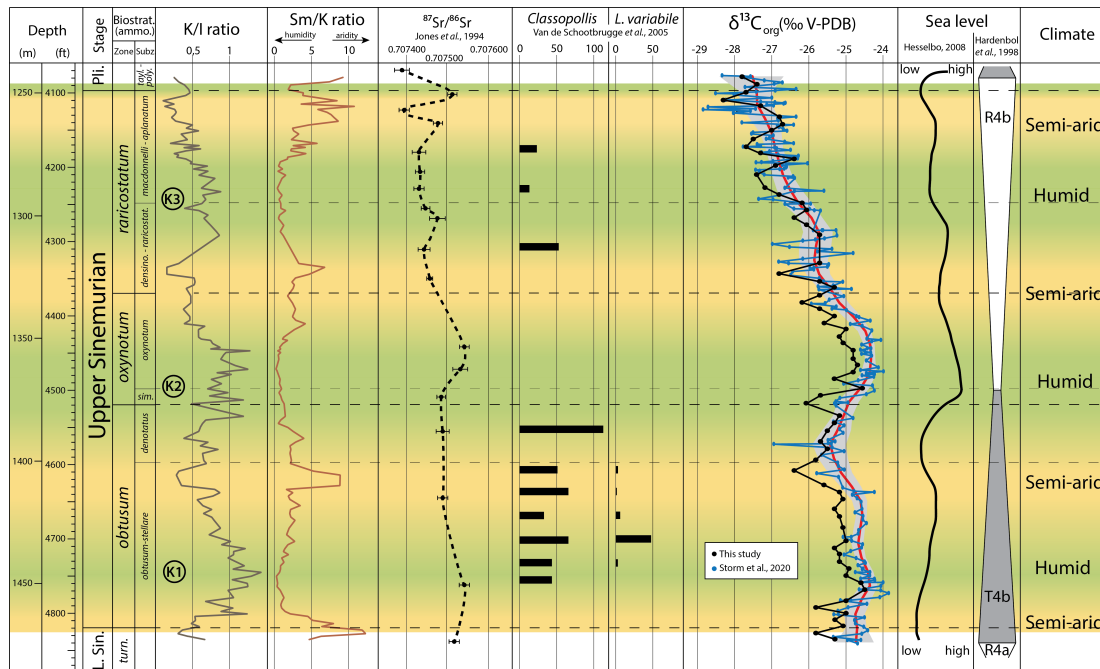 Depth
(m) (ft)
Stage
Biostrat.
(ammo.)
Zone Subz.
K/I ratio
0,5 1
Sm/K ratio
humidity aridity
0 5 10
⁸⁷Sr/⁸⁶Sr
Jones et al., 1994
0.707400 0.707600
0.707500
Classopollis L. variabile
Van de Schootbrugge et al., 2005
0 50 0 50
δ¹³Corg(‰ V-PDB)
-29 -28 -27 -26 -25 -24
Sea level
Hesselbo, 2008
Hardenbol
et al., 1998
Climate
low high
Pli.
tayl. -
poly.
1250 4100
4200
1300
4300
4400
1350
4500
1400
4600
4700
1450
4800
Upper Sinemurian
L. Sin.
raricostatum
oxynotum
obtusum
turn.
macdonnelli - aplanatum
densino. - raricostat.
oxynotum
sim.
denotatus
obtusum-stellare
K3
K2
K1
This study
Storm et al., 2020
low high
R4b
T4b
R4a
Semi-arid
Humid
Semi-arid
Humid
Semi-arid
Humid
Semi-arid